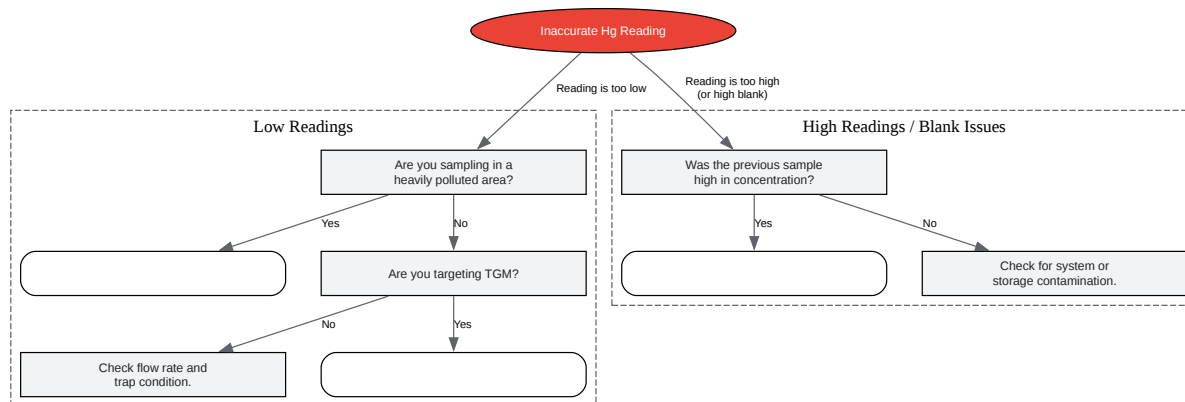 Inaccurate Hg Reading
Reading is too low
Reading is too high
(or high blank)
Low Readings
High Readings / Blank Issues
Are you sampling in a
heavily polluted area?
Was the previous sample
high in concentration?
Yes
No
Yes
No
Are you targeting TGM?
Check for system or
storage contamination.
No
Yes
Check flow rate and
trap condition.